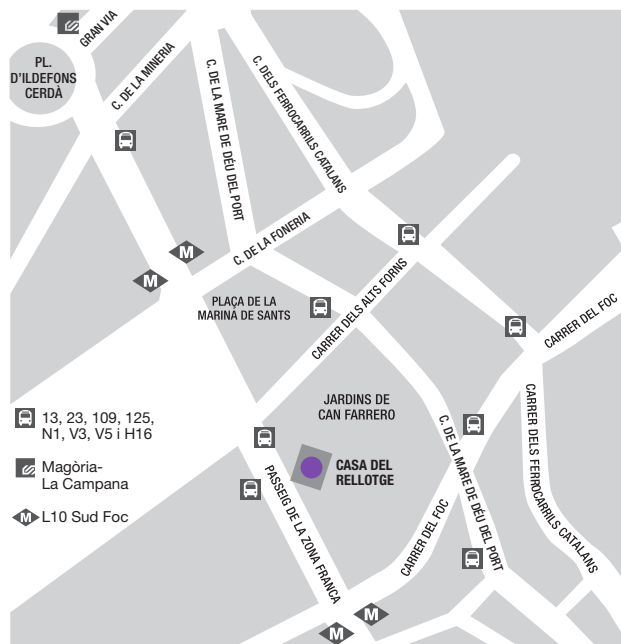 GRAN VIA
PL.
D'ILDEFONS
CERDÀ
C. DE LA MINERIA
C. DE LA MARE DE DÉU DEL PORT
C. DELS FERROCARRILS CATALANS
M
M
C. DE LA FONERIA
PLAÇA DE LA
MARINA DE SANTS
CARRER DELS ALTS FORNS
CARRER DEL FOC
JARDINS DE
CAN FARRERO
13, 23, 109, 125,
N1, V3, V5 i H16
Magòria-
La Campana
M L10 Sud Foc
CASA DEL
RELLOTGE
C. DE LA MARE DE DÉU DEL PORT
CARRER DELS FERROCARRILS CATALANS
PASSEIG DE LA ZONA FRANCA
CARRER DEL FOC
M
M